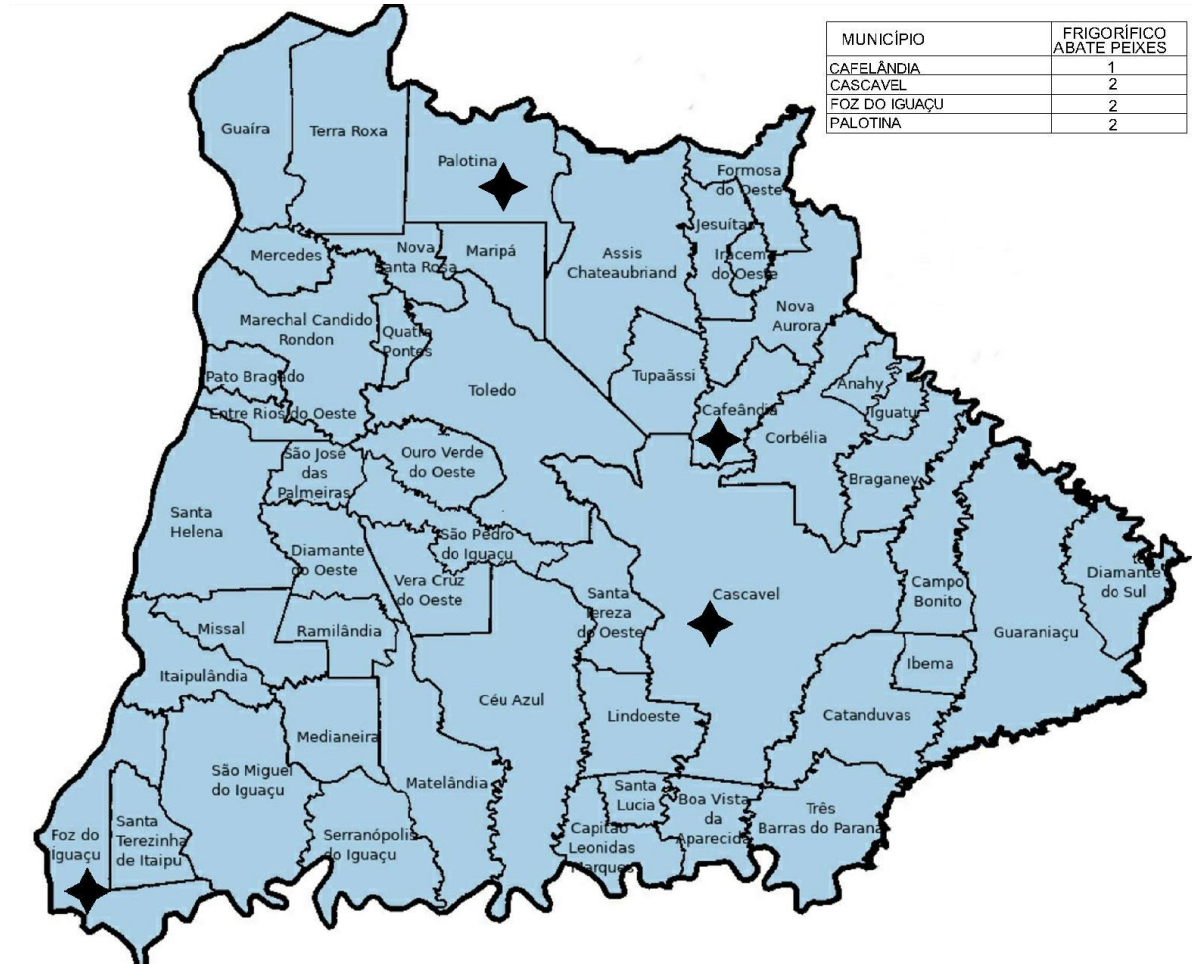 MUNICÍPIO
FRIGORÍFICO
ABATE PEIXES
CAFELÂNDIA 1
CASCAVEL 2
FOZ DO IGUAÇU 2
PALOTINA 2
Guaíra
Terra Roxa
Palotina
Formosa
do Oeste
Jesuítas
Iracema
do Oeste
Assis
Chateaubriand
Mercedes
Nova
Santa Rosa
Maripá
Nova
Aurora
Marechal Candido
Rondon
Quatro
Pontes
Pato Bragado
Entre Rios do Oeste
Toledo
Tupaãssi
Cafeândia
Corbélia
Anahy
Iguatu
Braganey
São José
das
Palmeiras
Ouro Verde
do Oeste
Santa
Helena
Diamante
do Oeste
São Pedro
do Iguaçu
Vera Cruz
do Oeste
Santa
Tereza
do Oeste
Cascavel
Campo
Bonito
Guaraniaçu
Diamante
do Sul
Missal
Ramilândia
Itaipulândia
Céu Azul
Lindoeste
Ibema
Catanduvas
Medianeira
São Miguel
do Iguaçu
Matelândia
Santa
Lucia
Boa Vista
da
Aparecida
Três
Barras do Paraná
Foz do
Iguaçu
Santa
Terezinha
de Itaipu
Serranópolis
do Iguaçu
Capitão
Leonidas
Marques